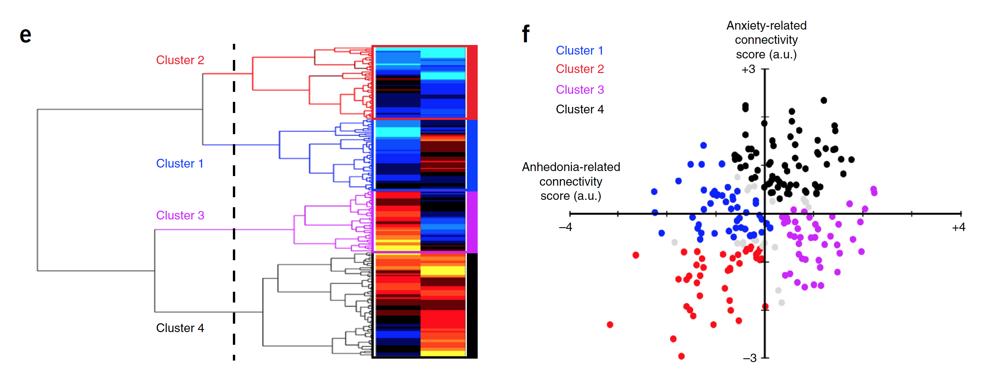 e
Cluster 2
Cluster 1
Cluster 3
Cluster 4
f
Cluster 1
Cluster 2
Cluster 3
Cluster 4
Anxiety-related
connectivity
score (a.u.)
+3
Anhedonia-related
connectivity
score (a.u.)
–4
+4
–3